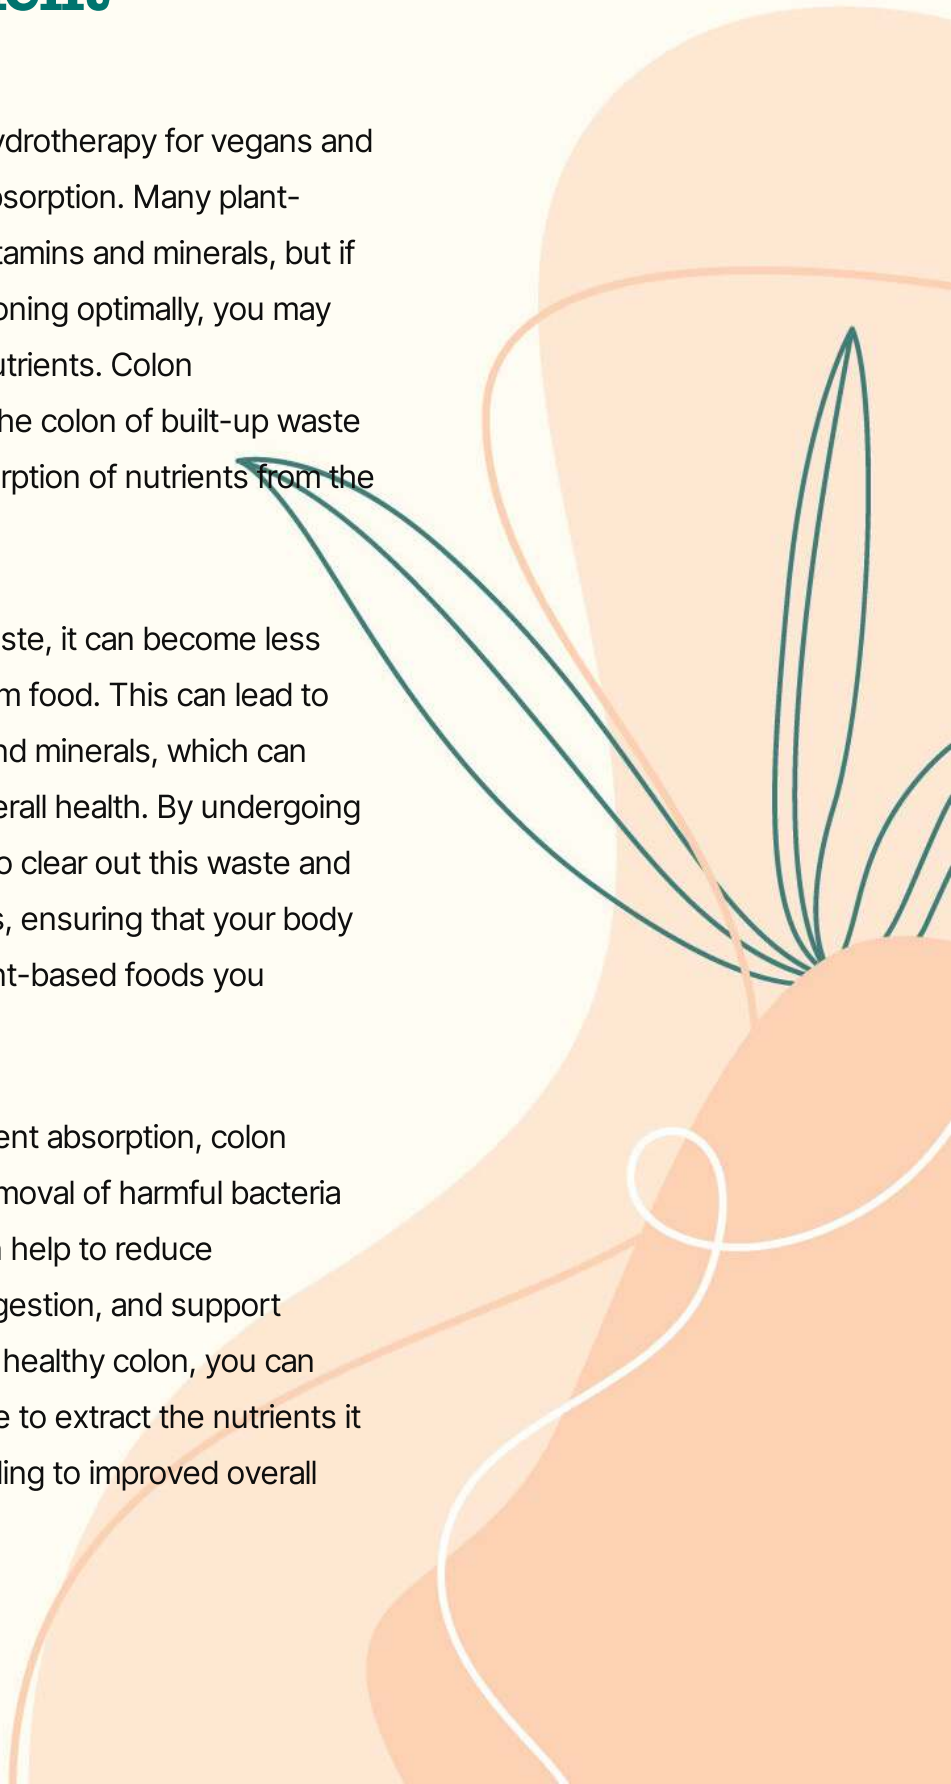 ydrotherapy for vegans and
bsorption. Many plant-
tamins and minerals, but if
oning optimally, you may
utrients. Colon
he colon of built-up waste
rption of nutrients from the
ste, it can become less
m food. This can lead to
nd minerals, which can
erall health. By undergoing
o clear out this waste and
s, ensuring that your body
nt-based foods you
ent absorption, colon
moval of harmful bacteria
help to reduce
gestion, and support
healthy colon, you can
e to extract the nutrients it
ling to improved overall